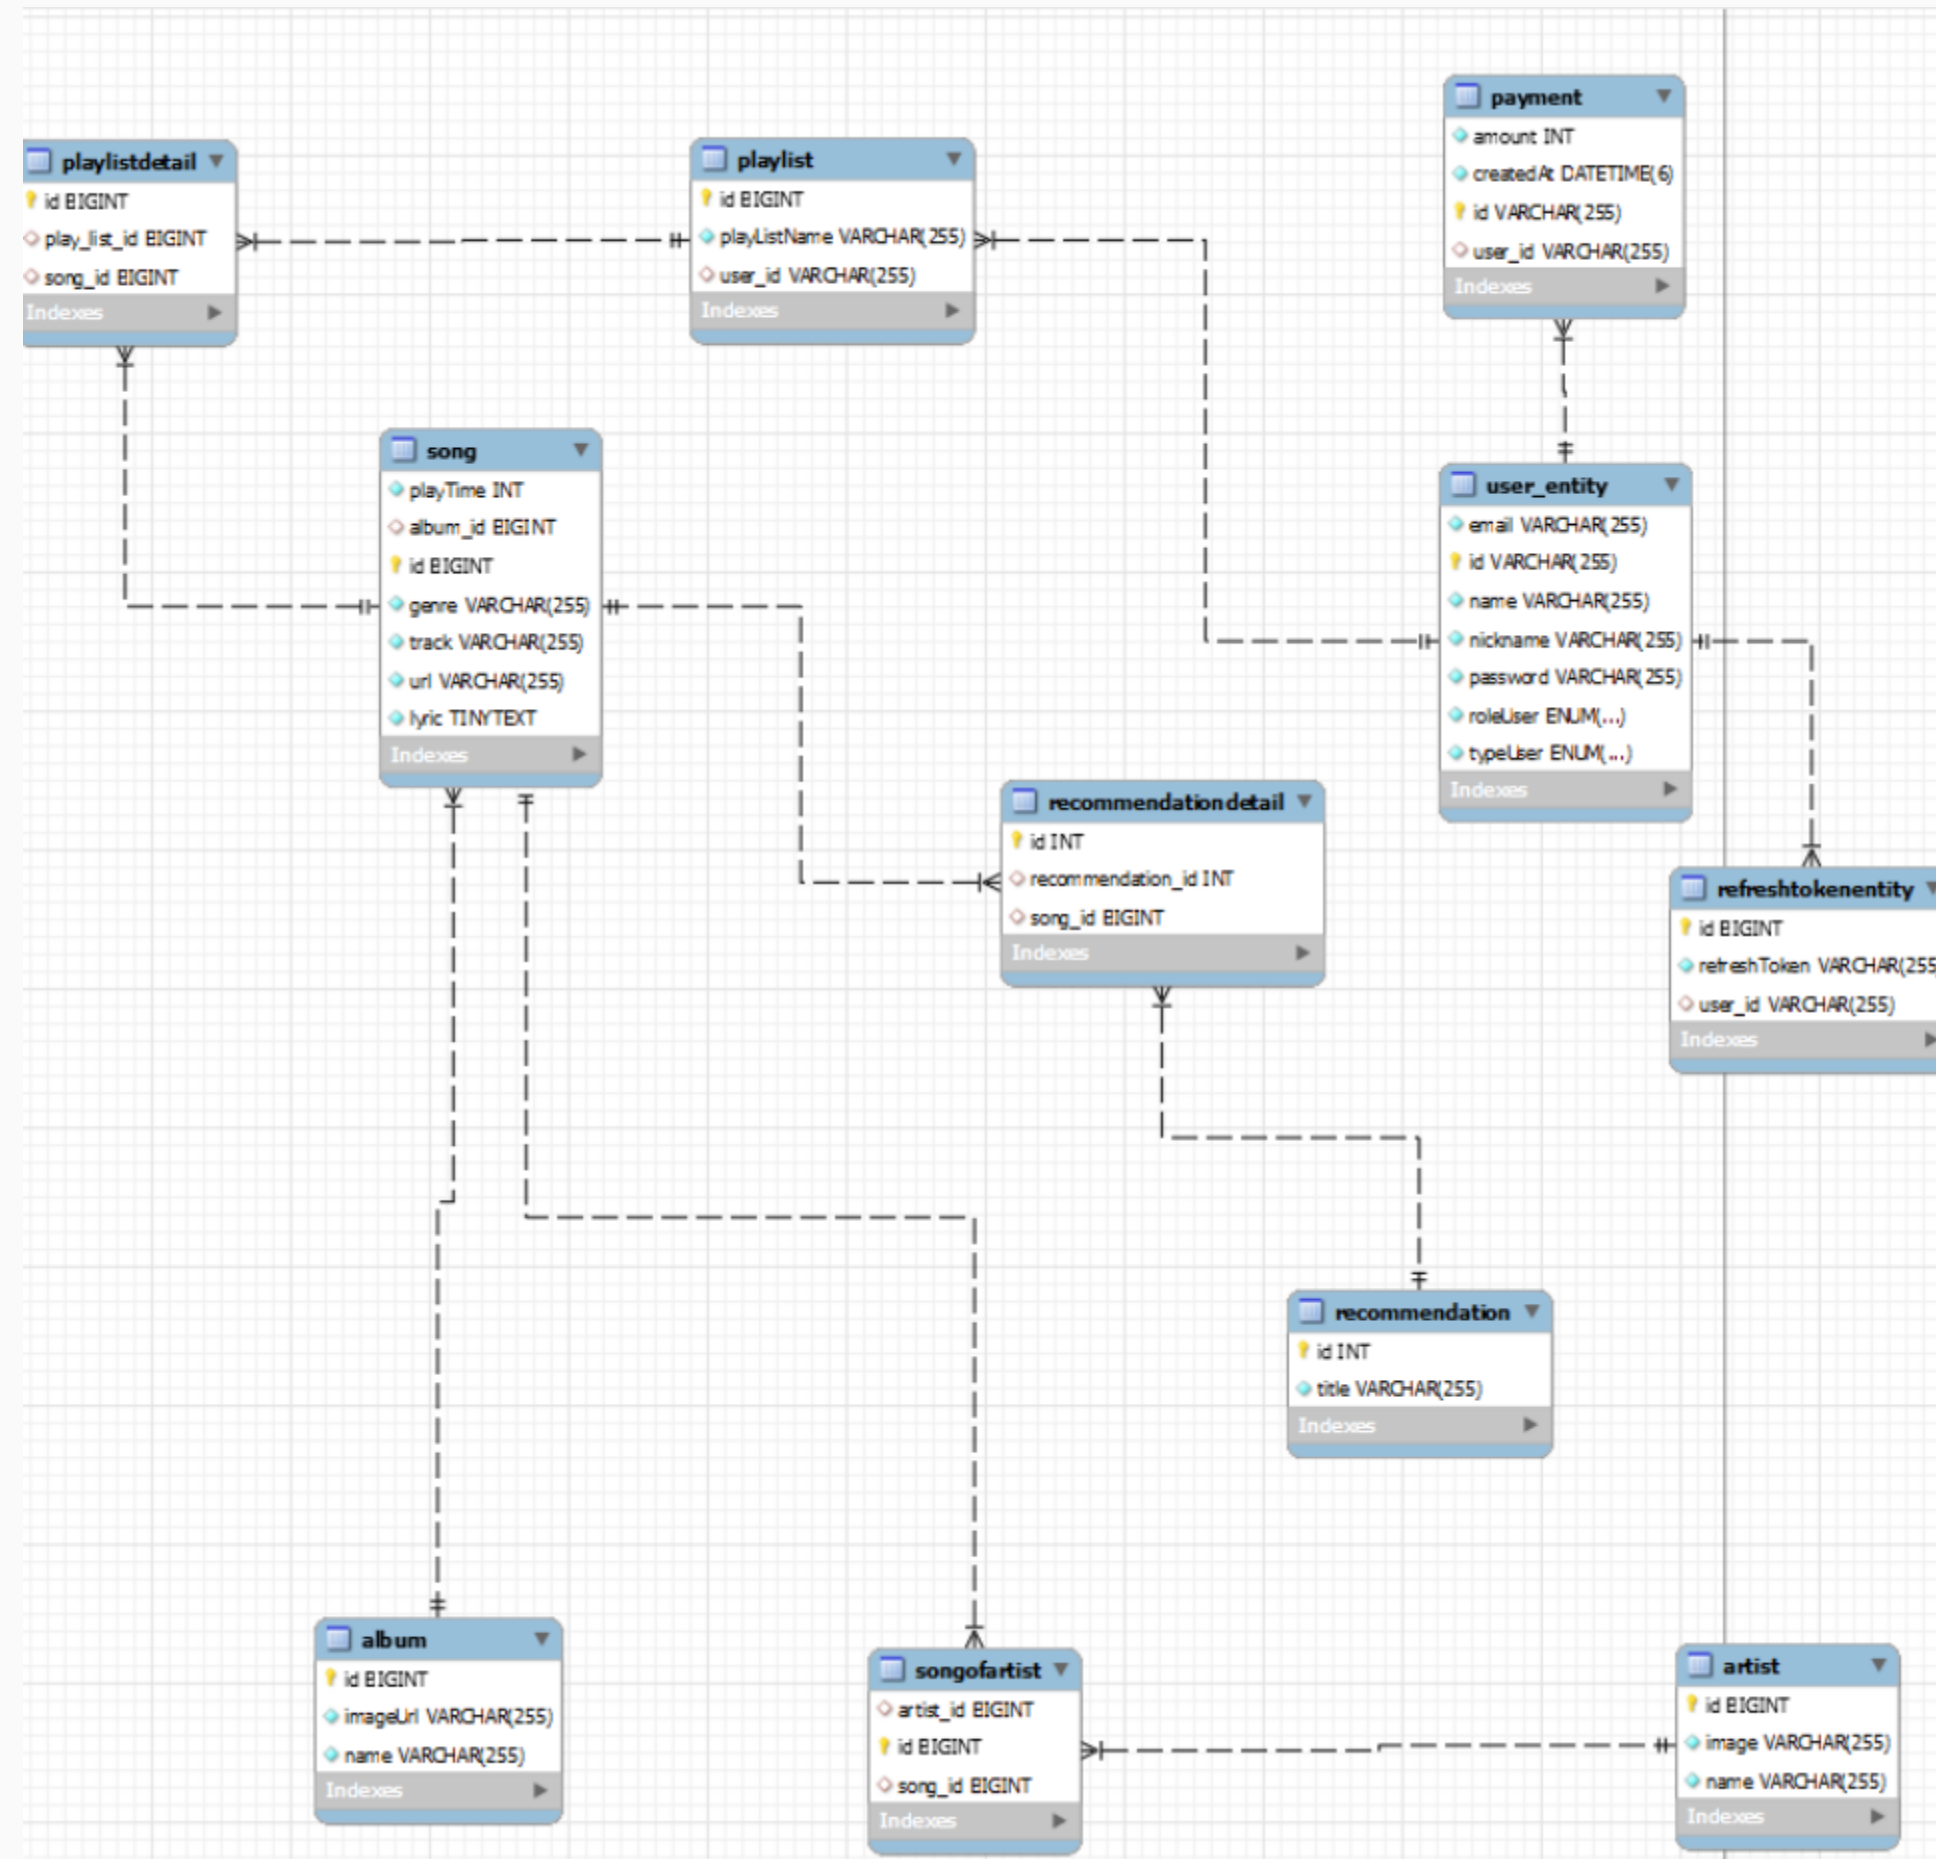 payment
amount INT
createdAt DATETIME(6)
id VARCHAR(255)
user_id VARCHAR(255)
Indexes
playlistdetail
id BIGINT
play_list_id BIGINT
song_id BIGINT
Indexes
playlist
id BIGINT
playListName VARCHAR(255)
user_id VARCHAR(255)
Indexes
song
playTime INT
album_id BIGINT
id BIGINT
genre VARCHAR(255)
track VARCHAR(255)
url VARCHAR(255)
lyric TINYTEXT
Indexes
user_entity
email VARCHAR(255)
id VARCHAR(255)
name VARCHAR(255)
nickname VARCHAR(255)
password VARCHAR(255)
roleUser ENUM(...)
typeUser ENUM(...)
Indexes
recommendationdetail
id INT
recommendation_id INT
song_id BIGINT
Indexes
refreshtokenentity
id BIGINT
refreshToken VARCHAR(255
user_id VARCHAR(255)
Indexes
recommendation
id INT
title VARCHAR(255)
Indexes
album
id BIGINT
imageUrl VARCHAR(255)
name VARCHAR(255)
Indexes
songofartist
artist_id BIGINT
id BIGINT
song_id BIGINT
Indexes
artist
id BIGINT
image VARCHAR(255)
name VARCHAR(255)
Indexes